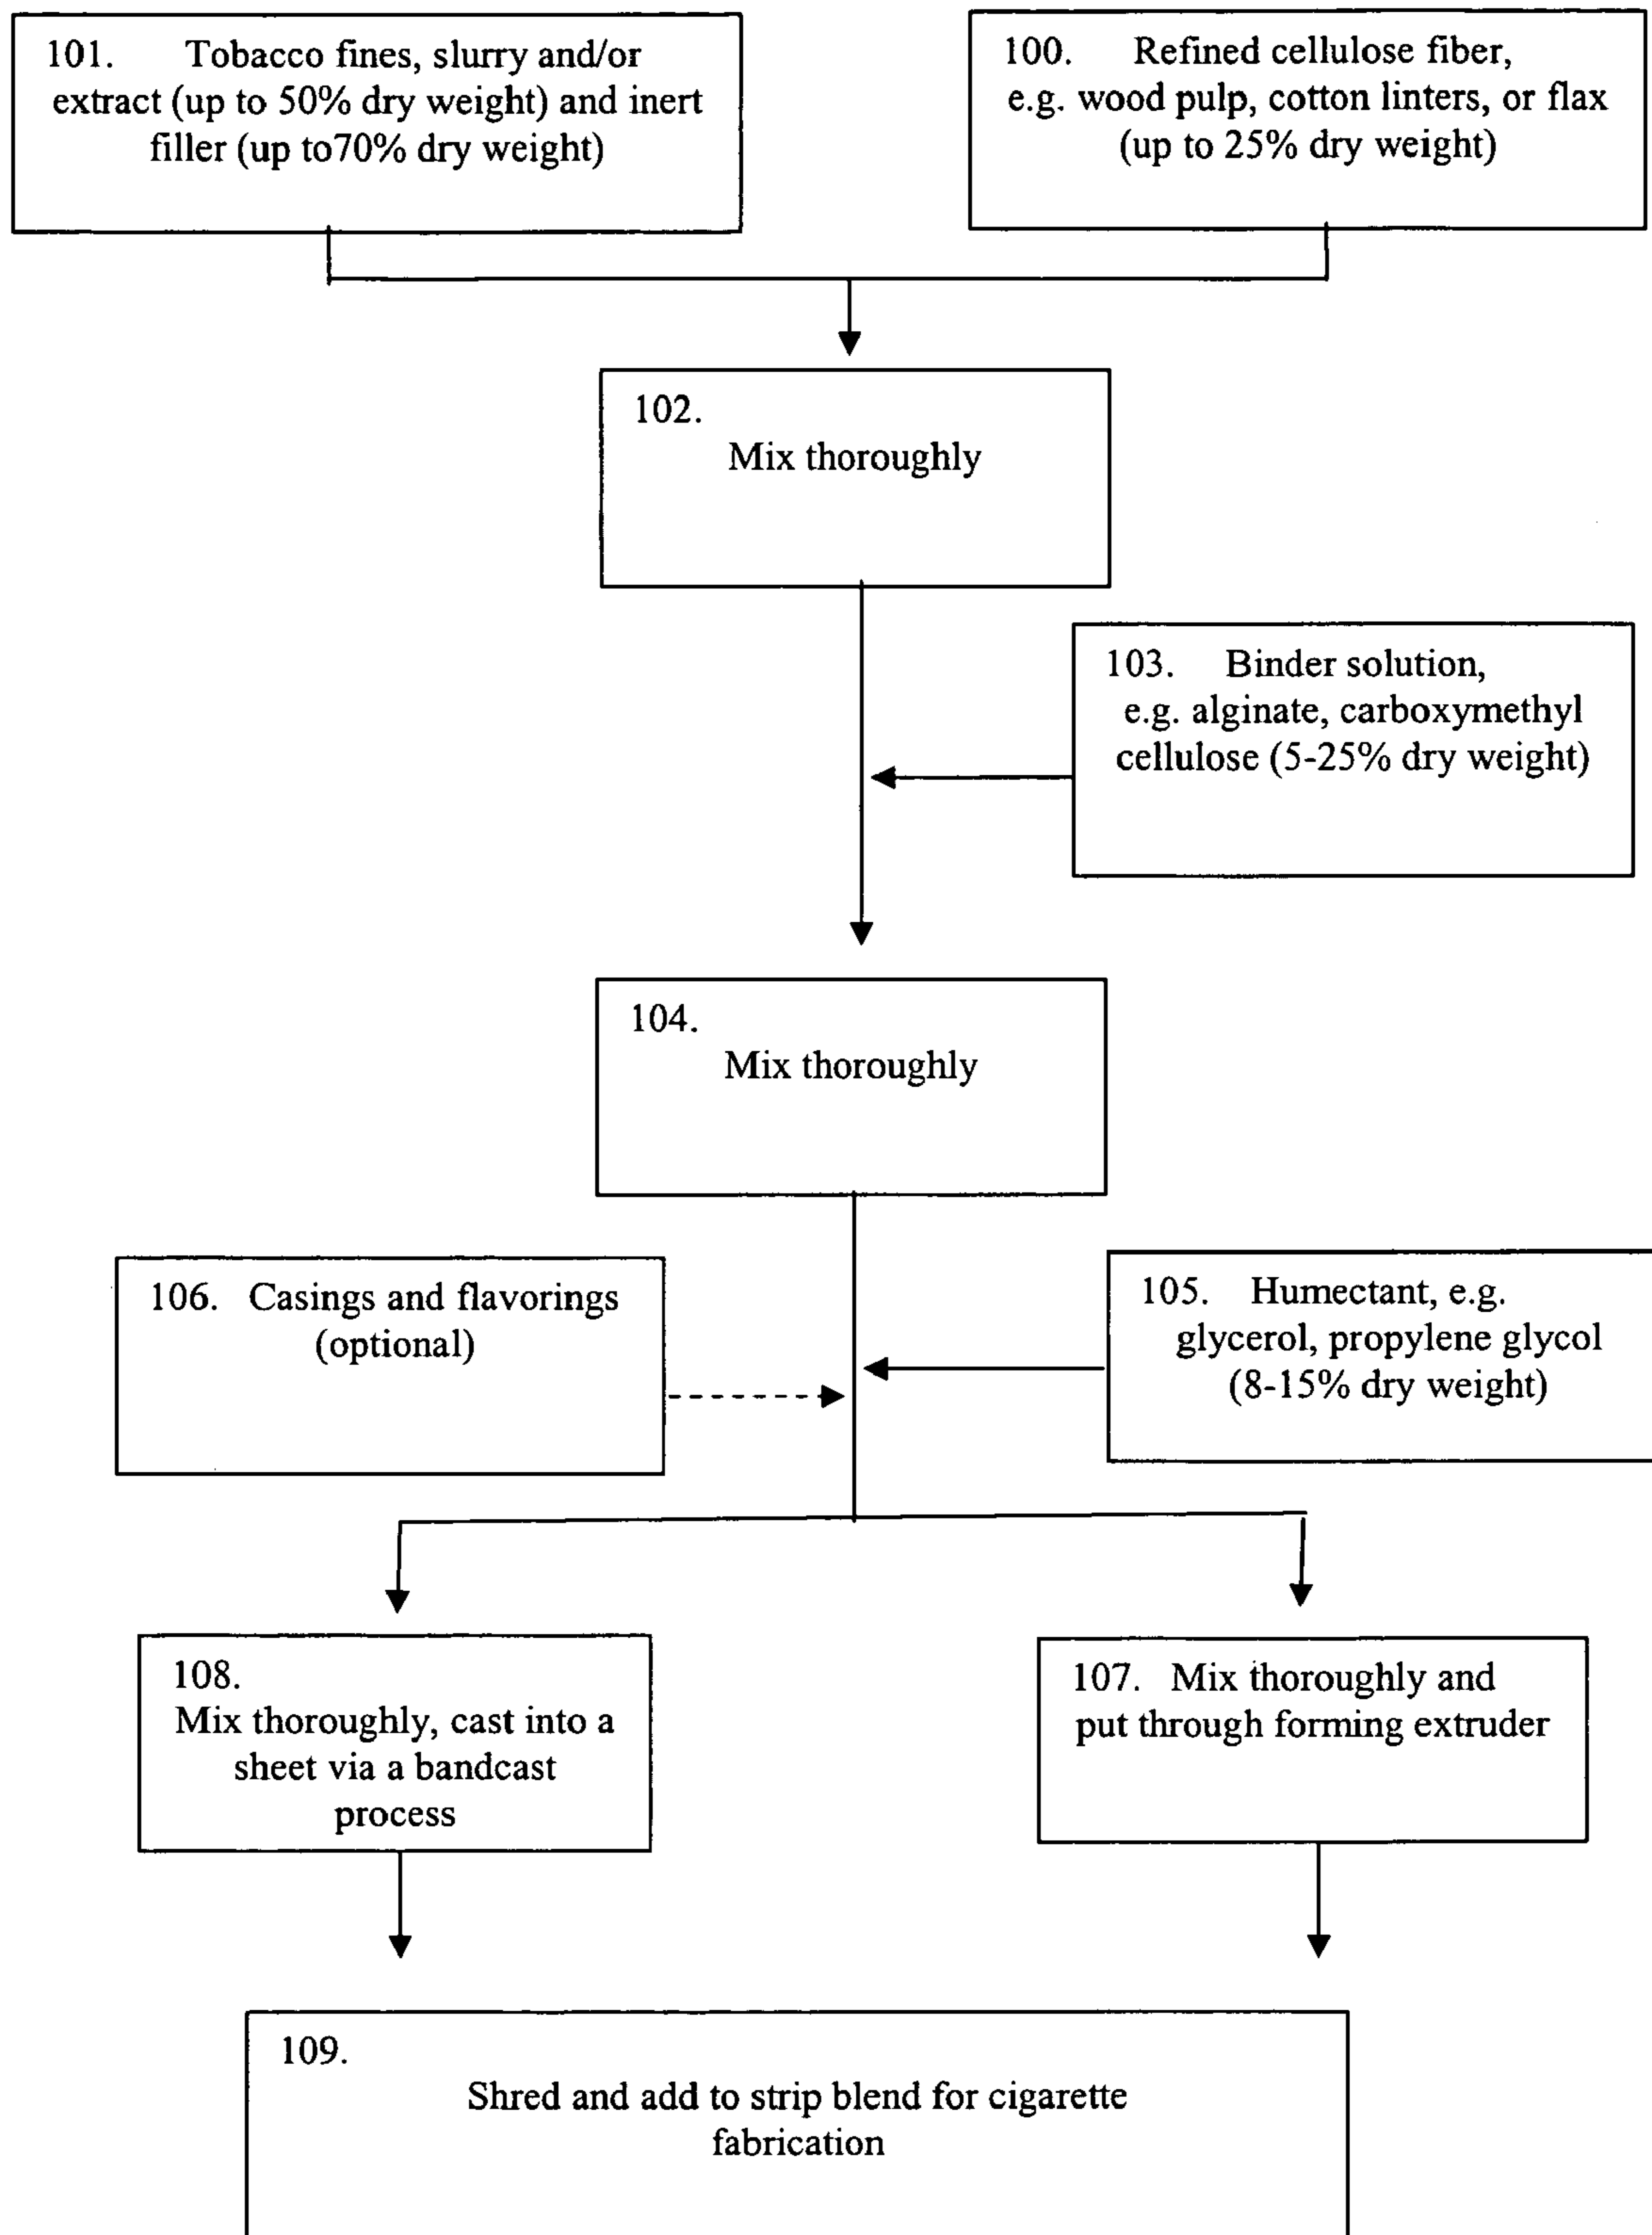 101. Tobacco fines, slurry and/or
extract (up to 50% dry weight) and inert
filler (up to70% dry weight)
100. Refined cellulose fiber,
e.g. wood pulp, cotton linters, or flax
(up to 25% dry weight)
102.
Mix thoroughly
103. Binder solution,
e.g. alginate, carboxymethyl
cellulose (5-25% dry weight)
104.
Mix thoroughly
106. Casings and flavorings
(optional)
105. Humectant, e.g.
glycerol, propylene glycol
(8-15% dry weight)
108.
Mix thoroughly, cast into a
sheet via a bandcast
process
107. Mix thoroughly and
put through forming extruder
109.
Shred and add to strip blend for cigarette
fabrication